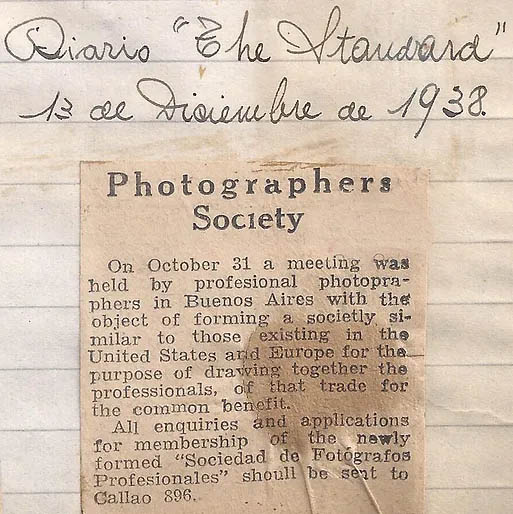 Diario "The Standard"
13 de Diciembre de 1938.
Photographers
Society
On October 31 a meeting was
held by profesional photopra-
phers in Buenos Aires with the
object of forming a societly si-
milar to those existing in the
United States and Europe for the
purpose of drawing together the
professionals, of that trade for
the common benefit.
All enquiries and applications
for membership of the newly
formed "Sociedad de Fotógrafos
Profesionales" shoull be sent to
Callao 896.